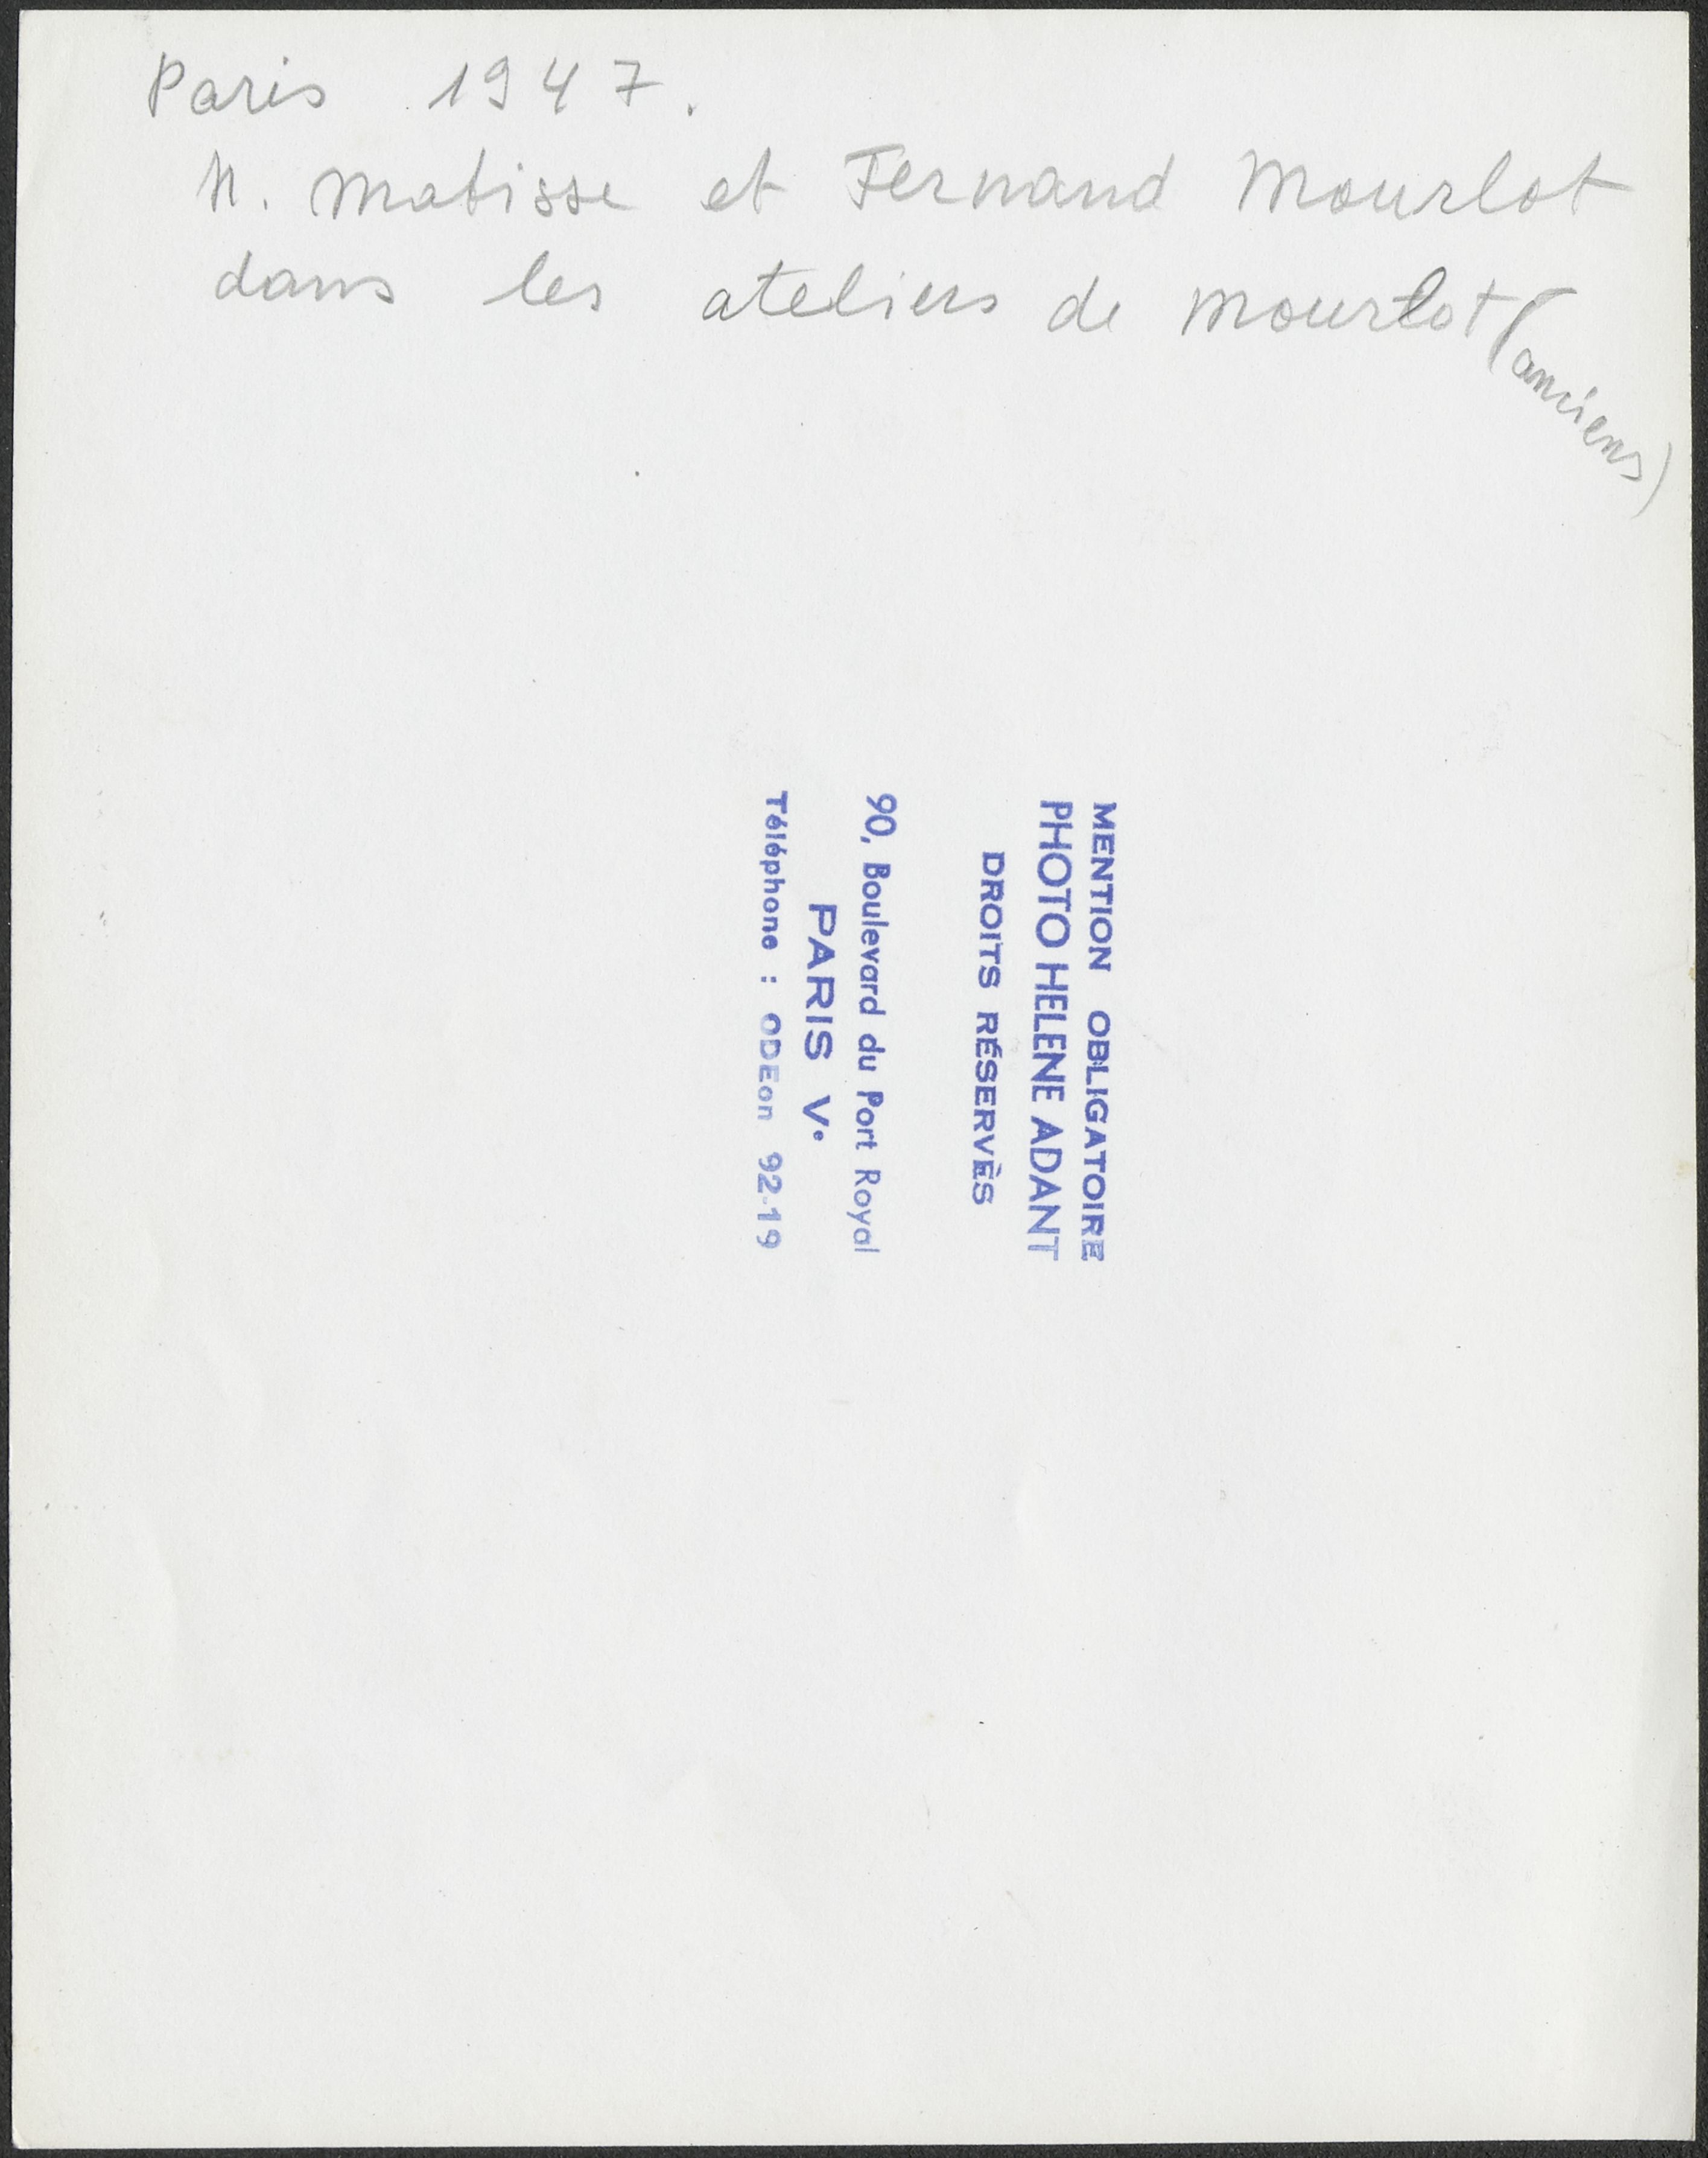 Paris 1947.
H. Matisse et Fernand Mourlot
dans les ateliers de Mourlot (anciens)
MENTION OBLIGATOIRE
PHOTO HELENE ADANT
DROITS RÉSERVÈS
90, Boulevard du Port Royal
PARIS Ve
Téléphone : ODEon 92-19